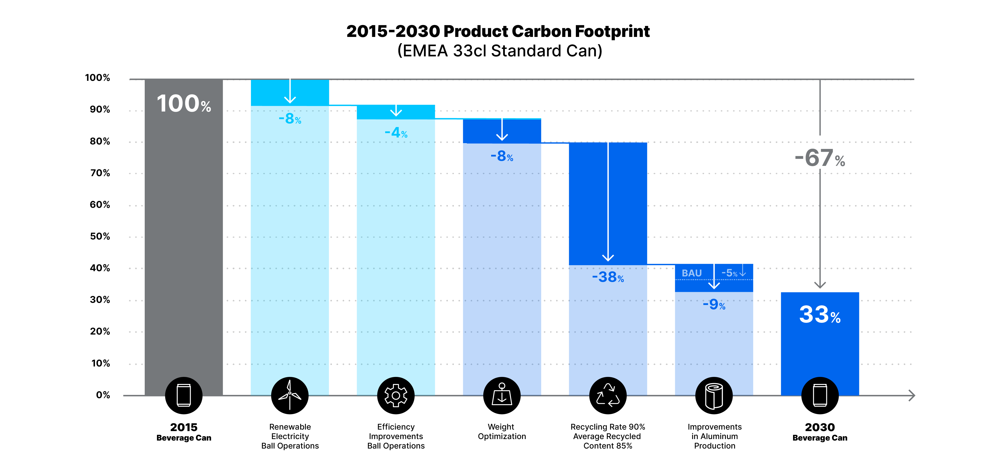 2015-2030 Product Carbon Footprint
(EMEA 33cl Standard Can)
100%
90%
80%
70%
60%
50%
40%
30%
20%
10%
0%
100%
-8%
-4%
-8%
-38%
BAU -5%
-9%
-67%
33%
2015
Beverage Can
Renewable
Electricity
Ball Operations
Efficiency
Improvements
Ball Operations
Weight
Optimization
Recycling Rate 90%
Average Recycled
Content 85%
Improvements
in Aluminum
Production
2030
Beverage Can